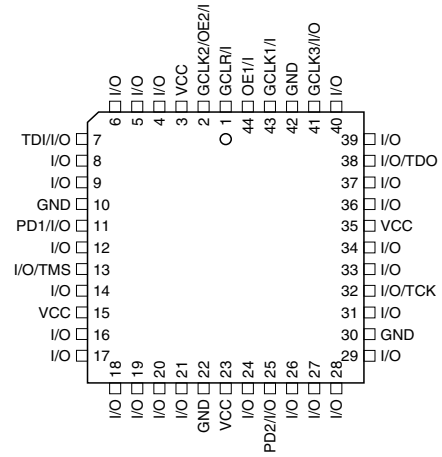 I/O
I/O
I/O
VCC
GCLK2/OE2/I
GCLR/I
OE1/I
GCLK1/I
GND
GCLK3/I/O
I/O
6
5
4
3
2
1
44
43
42
41
40
TDI/I/O 7
I/O 8
I/O 9
GND 10
PD1/I/O 11
I/O 12
I/O/TMS 13
I/O 14
VCC 15
I/O 16
I/O 17
39 I/O
38 I/O/TDO
37 I/O
36 I/O
35 VCC
34 I/O
33 I/O
32 I/O/TCK
31 I/O
30 GND
29 I/O
18
19
20
21
22
23
24
25
26
27
28
I/O
I/O
I/O
I/O
GND
VCC
I/O
PD2/I/O
I/O
I/O
I/O